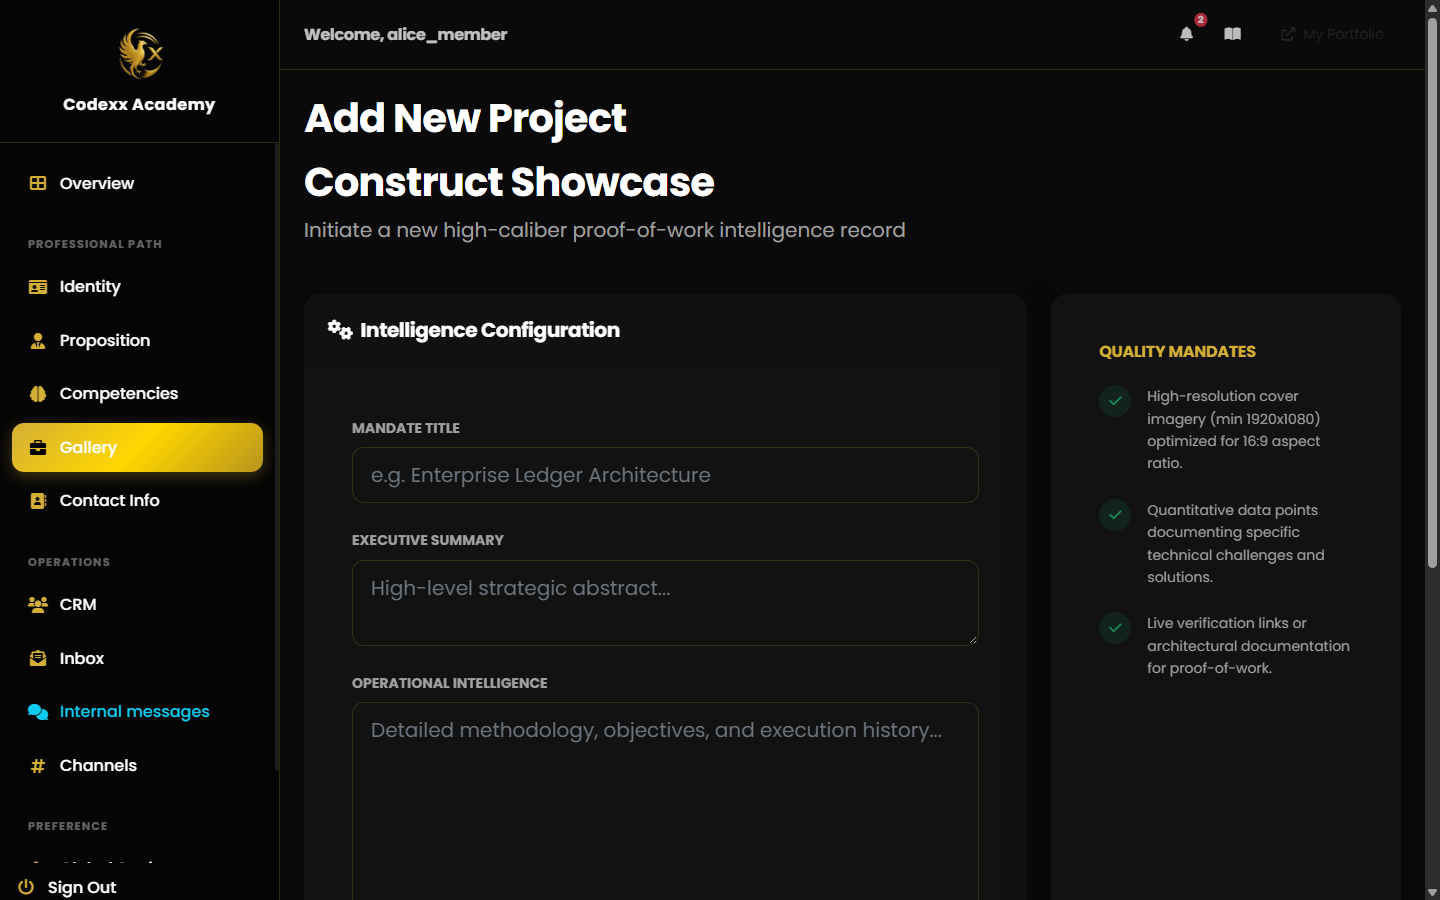 Codexx Academy
Overview
PROFESSIONAL PATH
Identity
Proposition
Competencies
Gallery
Contact Info
OPERATIONS
CRM
Inbox
Internal messages
Channels
PREFERENCE
Sign Out
Welcome, alice_member
2
My Portfolio
Add New Project
Construct Showcase
Initiate a new high-caliber proof-of-work intelligence record
Intelligence Configuration
MANDATE TITLE
e.g. Enterprise Ledger Architecture
EXECUTIVE SUMMARY
High-level strategic abstract...
OPERATIONAL INTELLIGENCE
Detailed methodology, objectives, and execution history...
QUALITY MANDATES
High-resolution cover
imagery (min 1920x1080)
optimized for 16:9 aspect
ratio.
Quantitative data points
documenting specific
technical challenges and
solutions.
Live verification links or
architectural documentation
for proof-of-work.